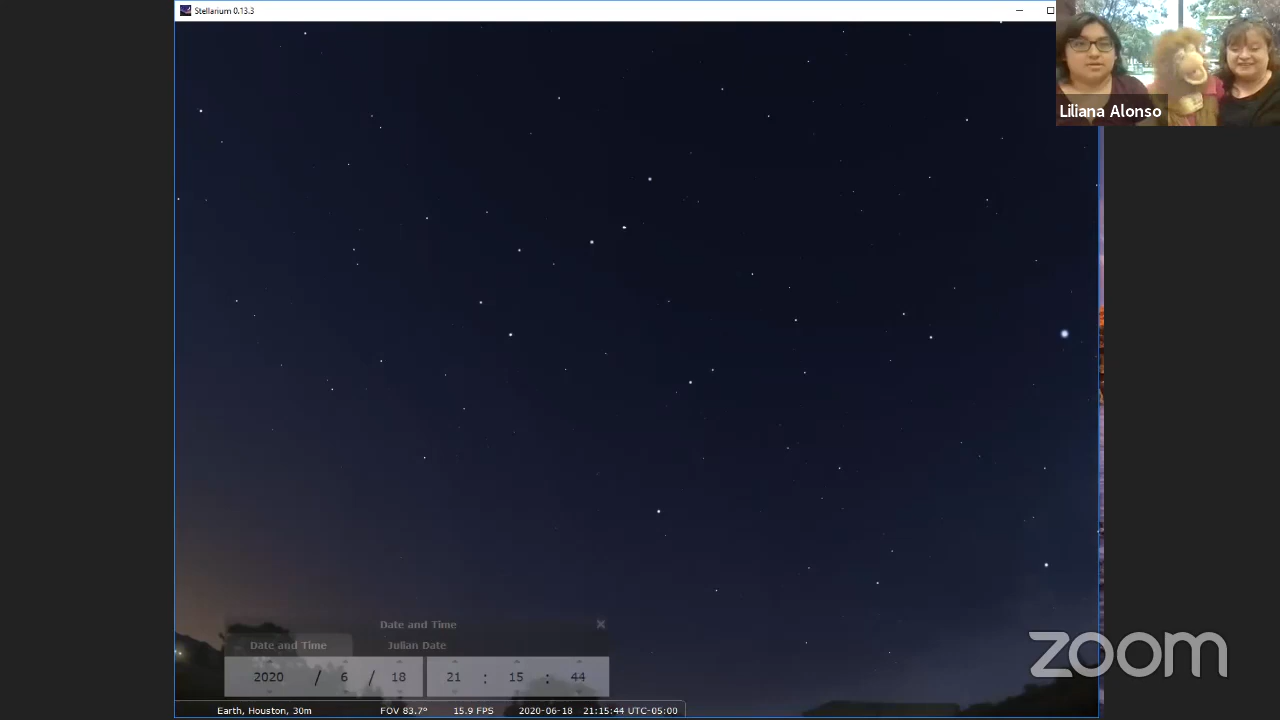 Stellarium 0.13.3
Liliana Alonso
Date and Time
Date and Time Julian Date
2020 / 6 / 18 21 : 15 : 44
zoom
Earth, Houston, 30m FOV 83.7° 15.9 FPS 2020-06-18 21:15:44 UTC-05:00